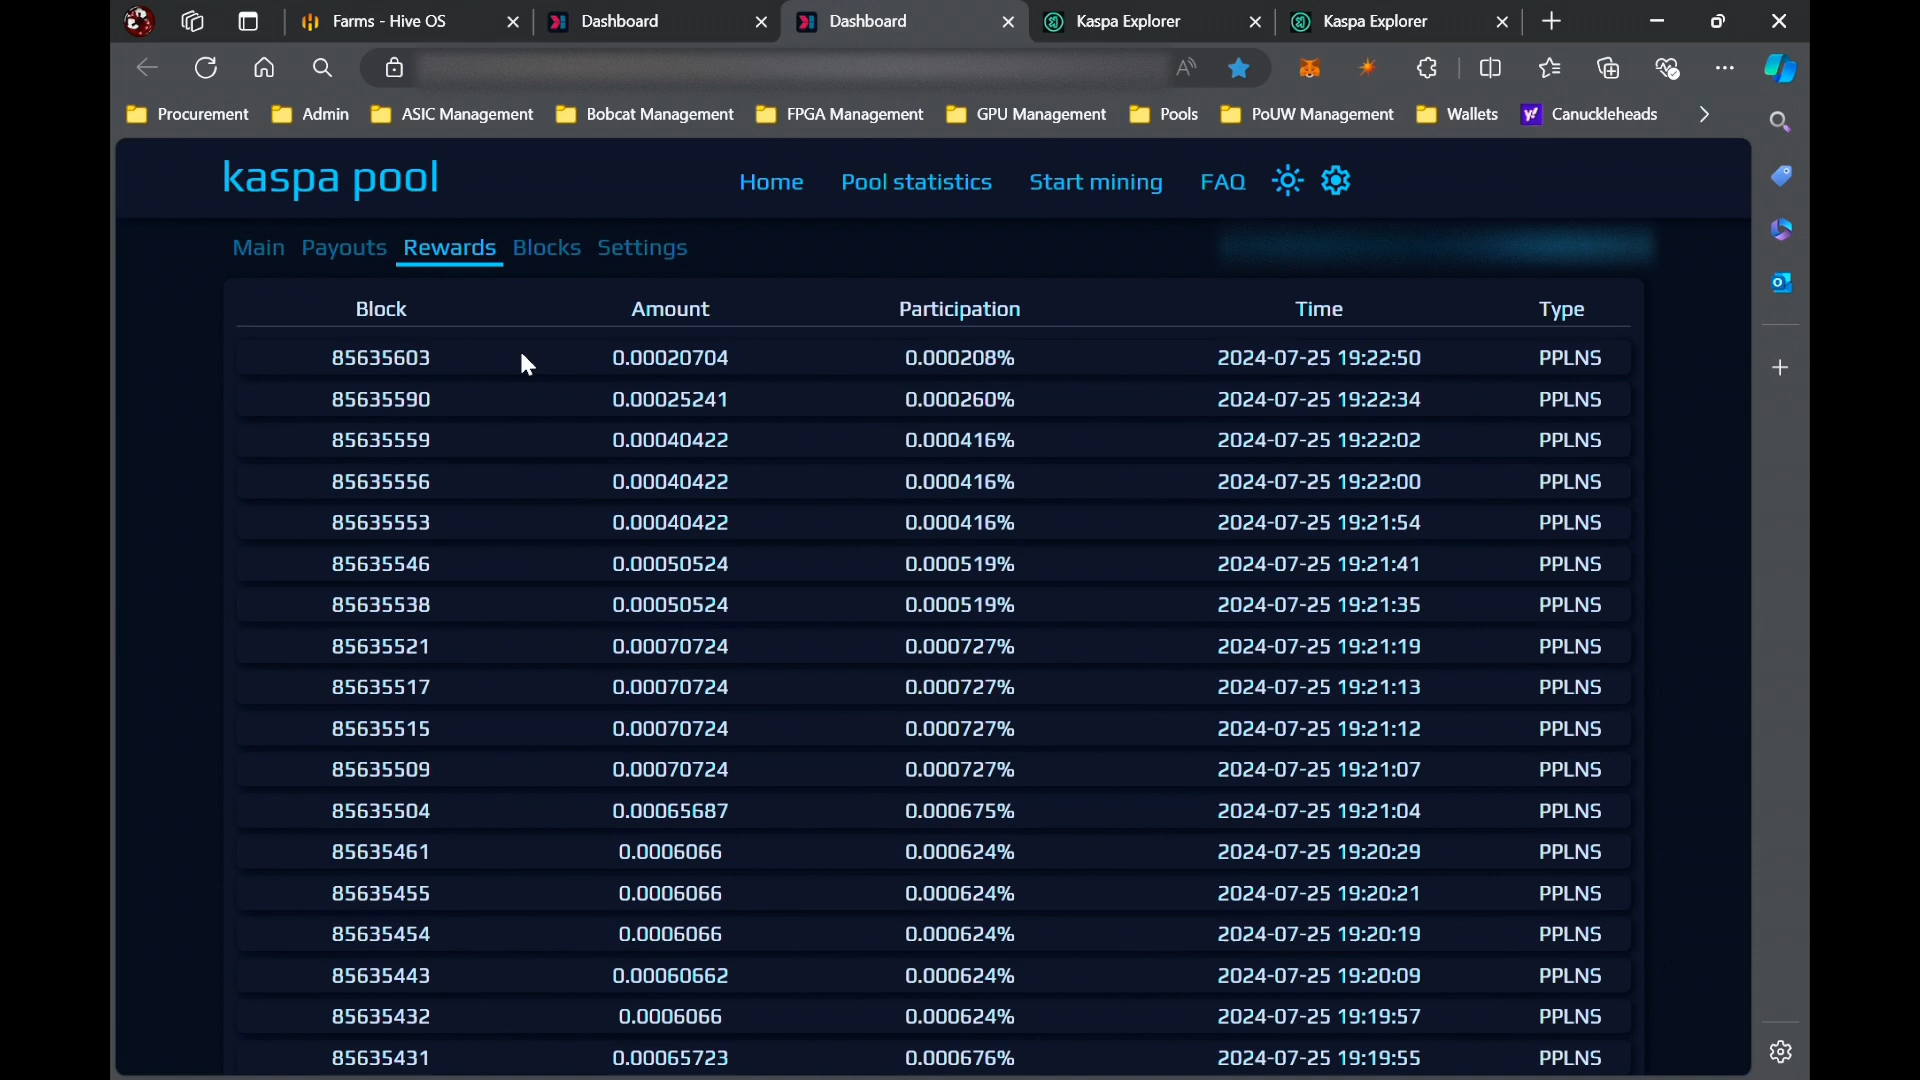 Farms - Hive OS Dashboard Dashboard Kaspa Explorer Kaspa Explorer
Procurement Admin ASIC Management Bobcat Management FPGA Management GPU Management Pools PoUW Management Wallets Canuckleheads
kaspa pool Home Pool statistics Start mining FAQ
Main Payouts Rewards Blocks Settings
Block Amount Participation Time Type
85635603 0.00020704 0.000208% 2024-07-25 19:22:50 PPLNS
85635590 0.00025241 0.000260% 2024-07-25 19:22:34 PPLNS
85635559 0.00040422 0.000416% 2024-07-25 19:22:02 PPLNS
85635556 0.00040422 0.000416% 2024-07-25 19:22:00 PPLNS
85635553 0.00040422 0.000416% 2024-07-25 19:21:54 PPLNS
85635546 0.00050524 0.000519% 2024-07-25 19:21:41 PPLNS
85635538 0.00050524 0.000519% 2024-07-25 19:21:35 PPLNS
85635521 0.00070724 0.000727% 2024-07-25 19:21:19 PPLNS
85635517 0.00070724 0.000727% 2024-07-25 19:21:13 PPLNS
85635515 0.00070724 0.000727% 2024-07-25 19:21:12 PPLNS
85635509 0.00070724 0.000727% 2024-07-25 19:21:07 PPLNS
85635504 0.00065687 0.000675% 2024-07-25 19:21:04 PPLNS
85635461 0.0006066 0.000624% 2024-07-25 19:20:29 PPLNS
85635455 0.0006066 0.000624% 2024-07-25 19:20:21 PPLNS
85635454 0.0006066 0.000624% 2024-07-25 19:20:19 PPLNS
85635443 0.00060662 0.000624% 2024-07-25 19:20:09 PPLNS
85635432 0.0006066 0.000624% 2024-07-25 19:19:57 PPLNS
85635431 0.00065723 0.000676% 2024-07-25 19:19:55 PPLNS